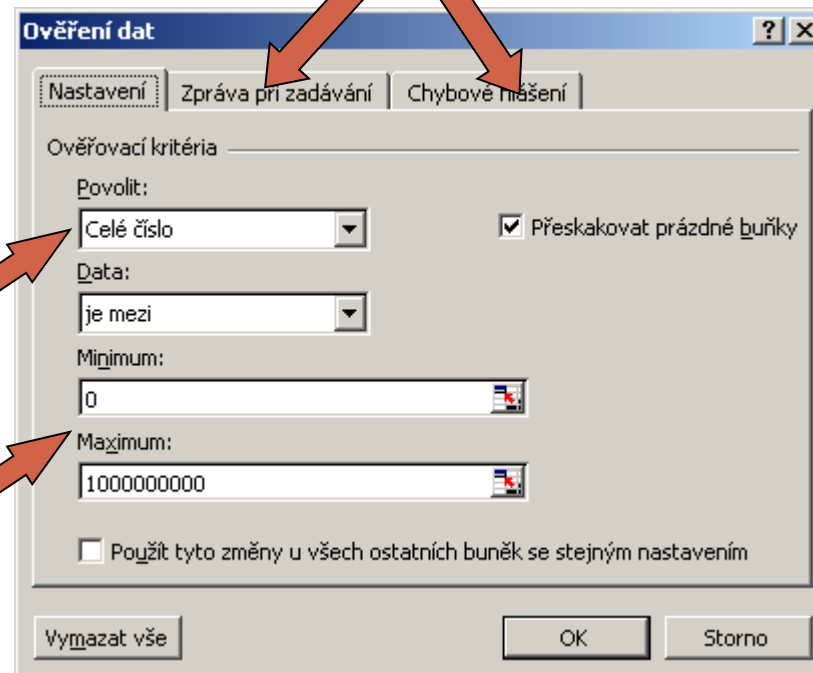 Ověření dat
Nastavení Zpráva při zadávání Chybové hlášení
Ověřovací kritéria
Povolit:
Celé číslo Přeskakovat prázdné buňky
Data:
je mezi
Minimum:
0
Maximum:
1000000000
Použít tyto změny u všech ostatních buněk se stejným nastavením
Vymazat vše OK Storno